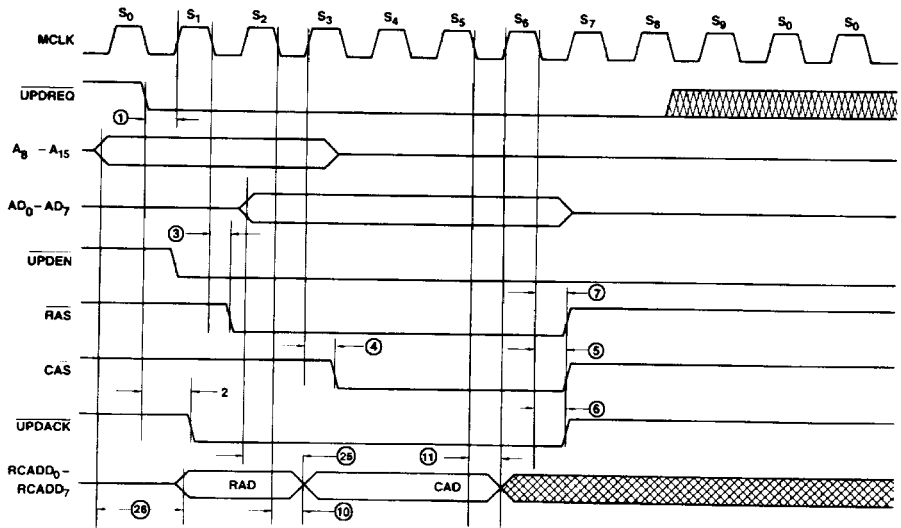 S0 S1 S2 S3 S4 S5 S6 S7 S8 S9 S0 S0
MCLK
UPDREQ
1
A8 – A15
AD0 – AD7
3
UPDEN
7
RAS
4
5
CAS
2
6
UPDACK
25
11
RCADD0 –
RCADD7
RAD
CAD
26
10